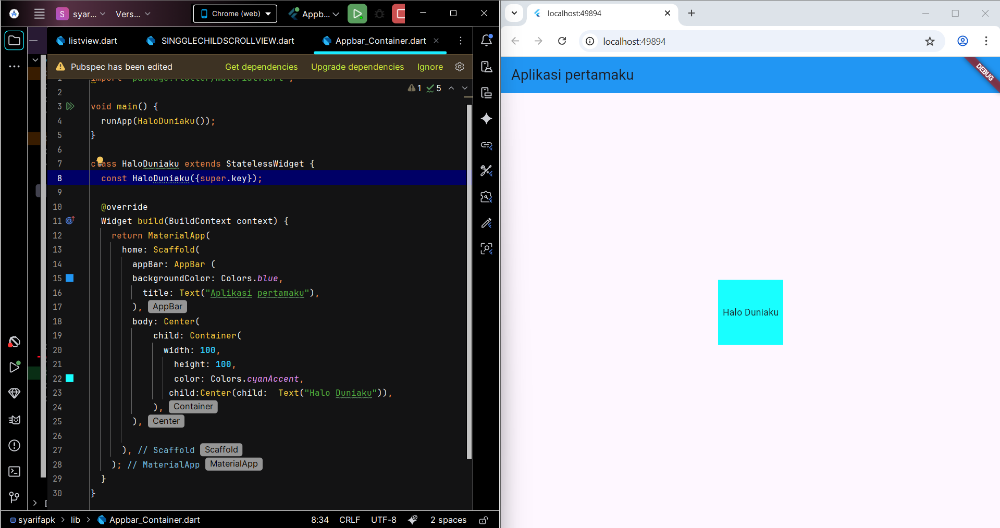 S syar... Vers... Chrome (web) Appb...
listview.dart SINGGLECHILDSCROLLVIEW.dart Appbar_Container.dart
Pubspec has been edited Get dependencies Upgrade dependencies Ignore
1 import 'package:flutter/material.dart';
1 5
2
3 void main() {
4 runApp(HaloDuniaku());
5 }
6
7 class HaloDuniaku extends StatelessWidget {
8 const HaloDuniaku({super.key});
9
10 @override
11 Widget build(BuildContext context) {
12 return MaterialApp(
13 home: Scaffold(
14 appBar: AppBar (
15 backgroundColor: Colors.blue,
16 title: Text("Aplikasi pertamaku"),
17 ), AppBar
18 body: Center(
19 child: Container(
20 width: 100,
21 height: 100,
22 color: Colors.cyanAccent,
23 child:Center(child:  Text("Halo Duniaku")),
24 ), Container
25 ), Center
26
27 ), // Scaffold Scaffold
28 ); // MaterialApp MaterialApp
29 }
30 }
syarifapk > lib > Appbar_Container.dart 8:34 CRLF UTF-8 2 spaces
localhost:49894
localhost:49894
Aplikasi pertamaku
DEBUG
Halo Duniaku